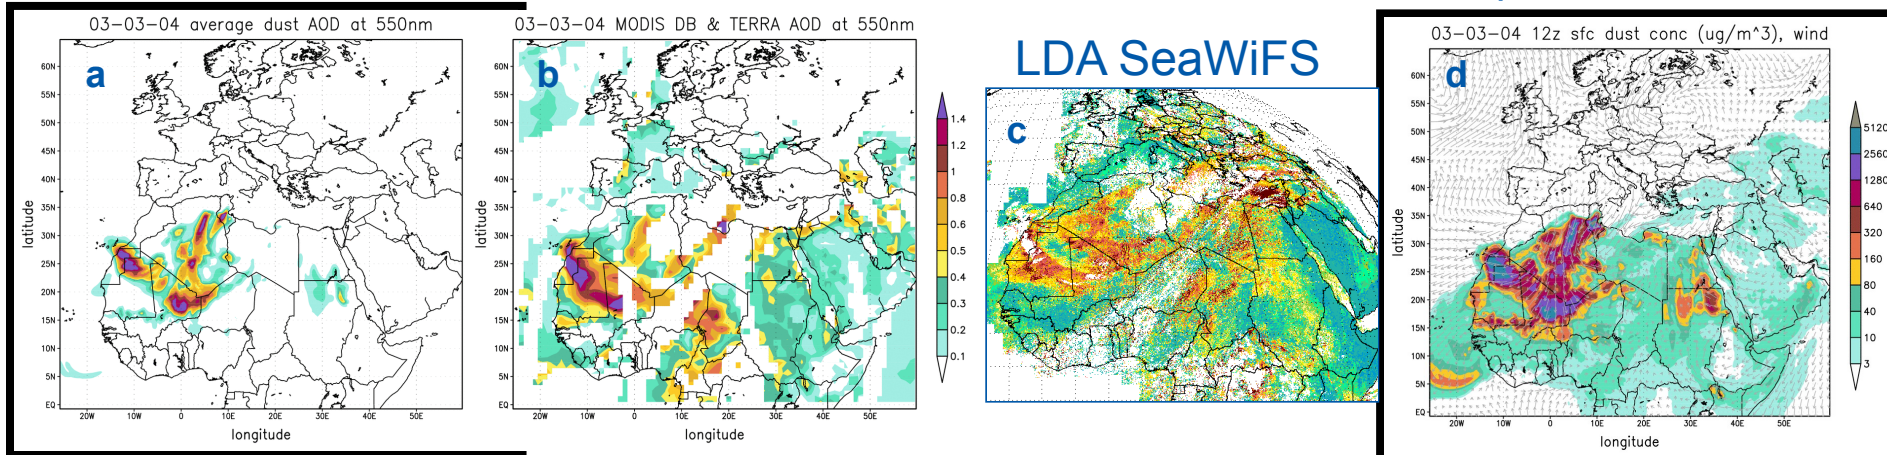 03-03-04 average dust AOD at 550nm
a
60N
55N
50N
45N
40N
35N
30N
25N
20N
15N
10N
5N
EQ
latitude
20W 10W 0 10E 20E 30E 40E 50E
longitude
03-03-04 MODIS DB & TERRA AOD at 550nm
b
60N
55N
50N
45N
40N
35N
30N
25N
20N
15N
10N
5N
EQ
latitude
20W 10W 0 10E 20E 30E 40E 50E
longitude
1.4
1.2
1
0.8
0.6
0.5
0.4
0.3
0.2
0.1
LDA SeaWiFS
c
03-03-04 12z sfc dust conc (ug/m^3), wind
d
60N
55N
50N
45N
40N
35N
30N
25N
20N
15N
10N
5N
EQ
latitude
20W 10W 0 10E 20E 30E 40E 50E
longitude
5120
2560
1280
640
320
160
80
40
10
3